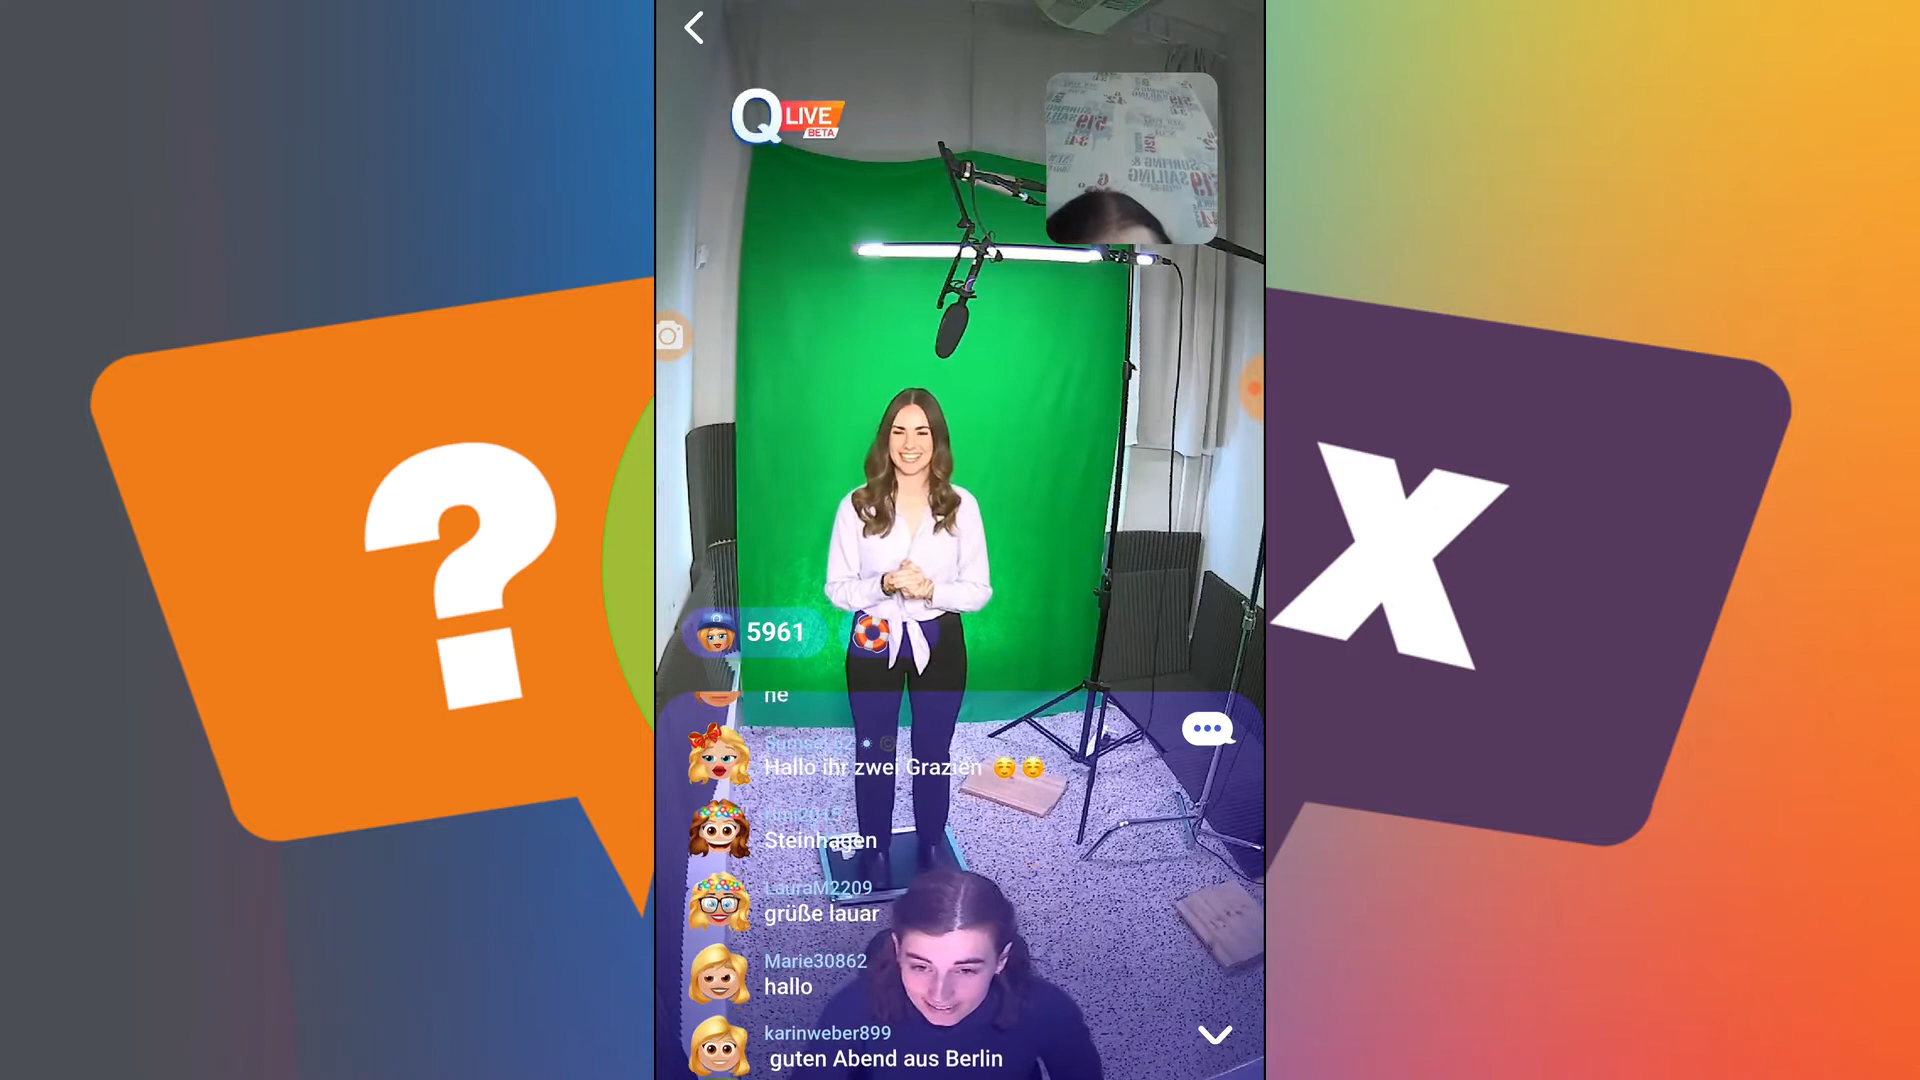 Q LIVE
BETA
5961
ne
Hallo ihr zwei Grazien
Steinhagen
LauraM2209
grüße lauar
Marie30862
hallo
karinweber899
guten Abend aus Berlin
?
X